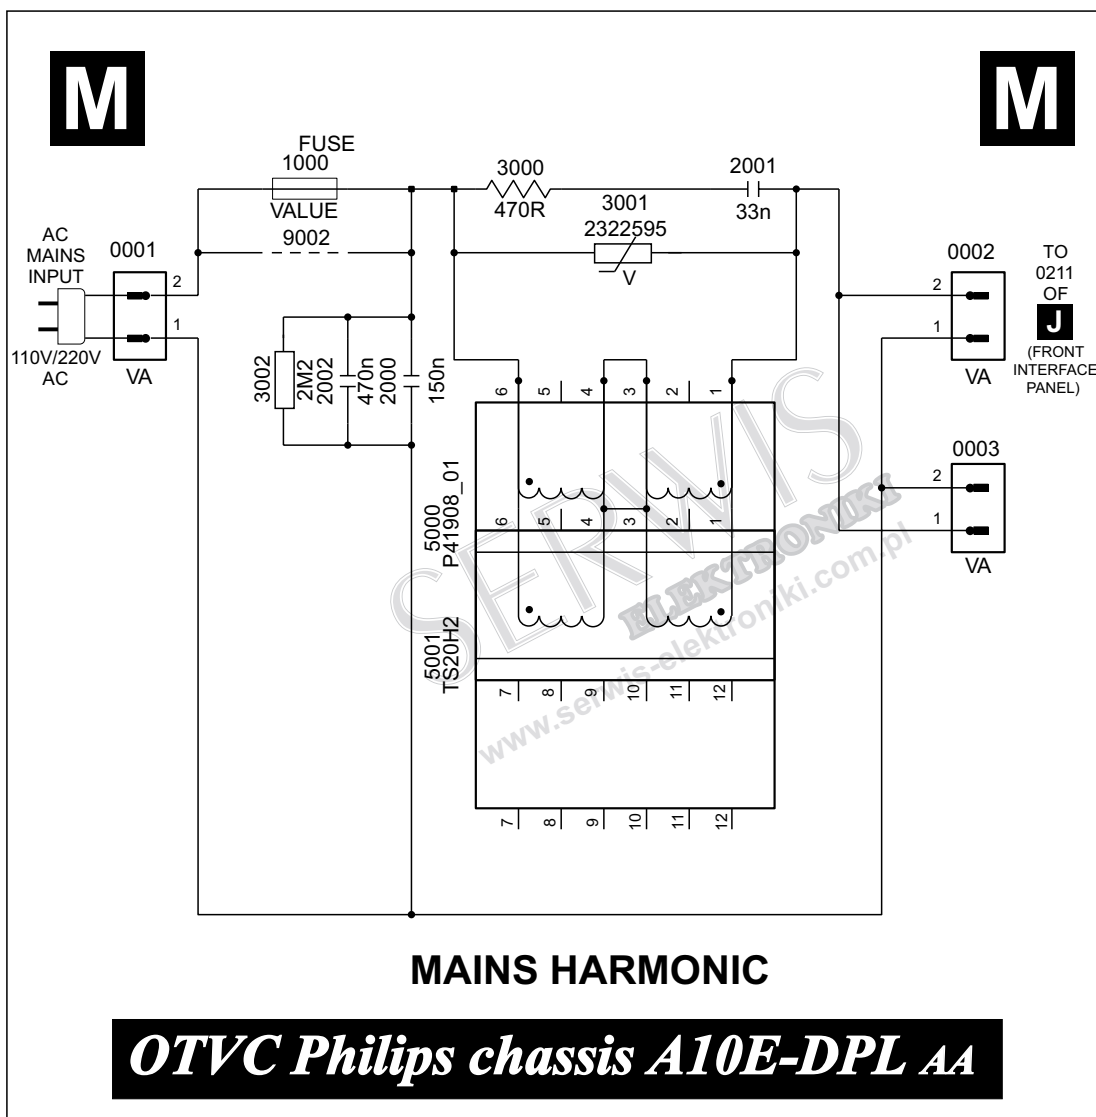 M
M
FUSE
1000
VALUE
9002
3000
470R
2001
33n
3001
2322595
V
AC
MAINS
INPUT
0001
2
1
110V/220V
AC
VA
0002
2
1
VA
TO
0211
OF
J
(FRONT
INTERFACE
PANEL)
3002
2M2
2002
470n
2000
150n
6 5 4 3 2 1
0003
2
1
VA
5000
P41908_01
6 5 4 3 2 1
5001
TS20H2
7 8 9 10 11 12
7 8 9 10 11 12
SERWIS
ELEKTRONIKI
www.serwis-elektroniki.com.pl
MAINS HARMONIC
OTVC Philips chassis A10E-DPL AA